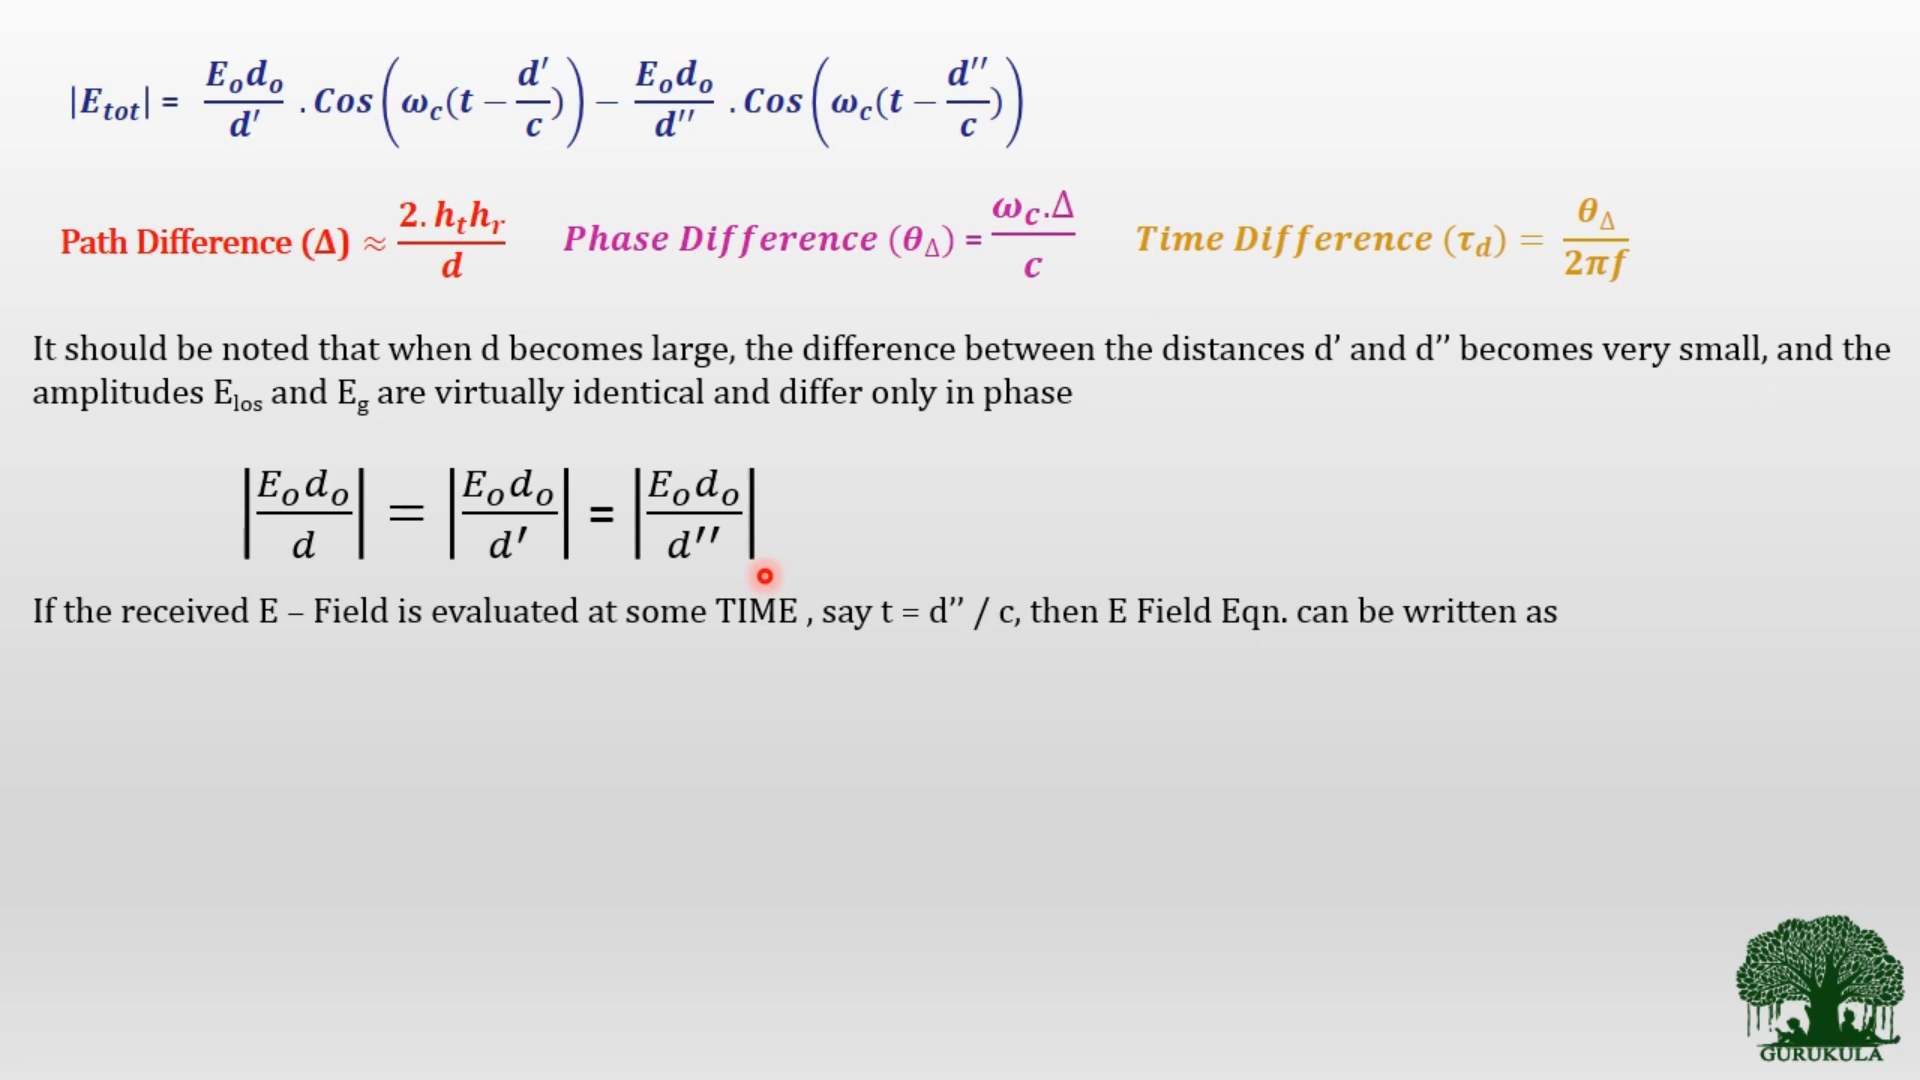 |E_tot| = E_o d_o / d′ . Cos(ω_c(t − d′/c)) − E_o d_o / d′′ . Cos(ω_c(t − d′′/c))
Path Difference (Δ) ≈ 2. h_t h_r / d Phase Difference (θ_Δ) = ω_c.Δ / c Time Difference (τ_d) = θ_Δ / 2πf
It should be noted that when d becomes large, the difference between the distances d’ and d’’ becomes very small, and the
amplitudes E_los and E_g are virtually identical and differ only in phase
|E_o d_o / d| = |E_o d_o / d′| = |E_o d_o / d′′|
If the received E – Field is evaluated at some TIME , say t = d’’ / c, then E Field Eqn. can be written as
GURUKULA